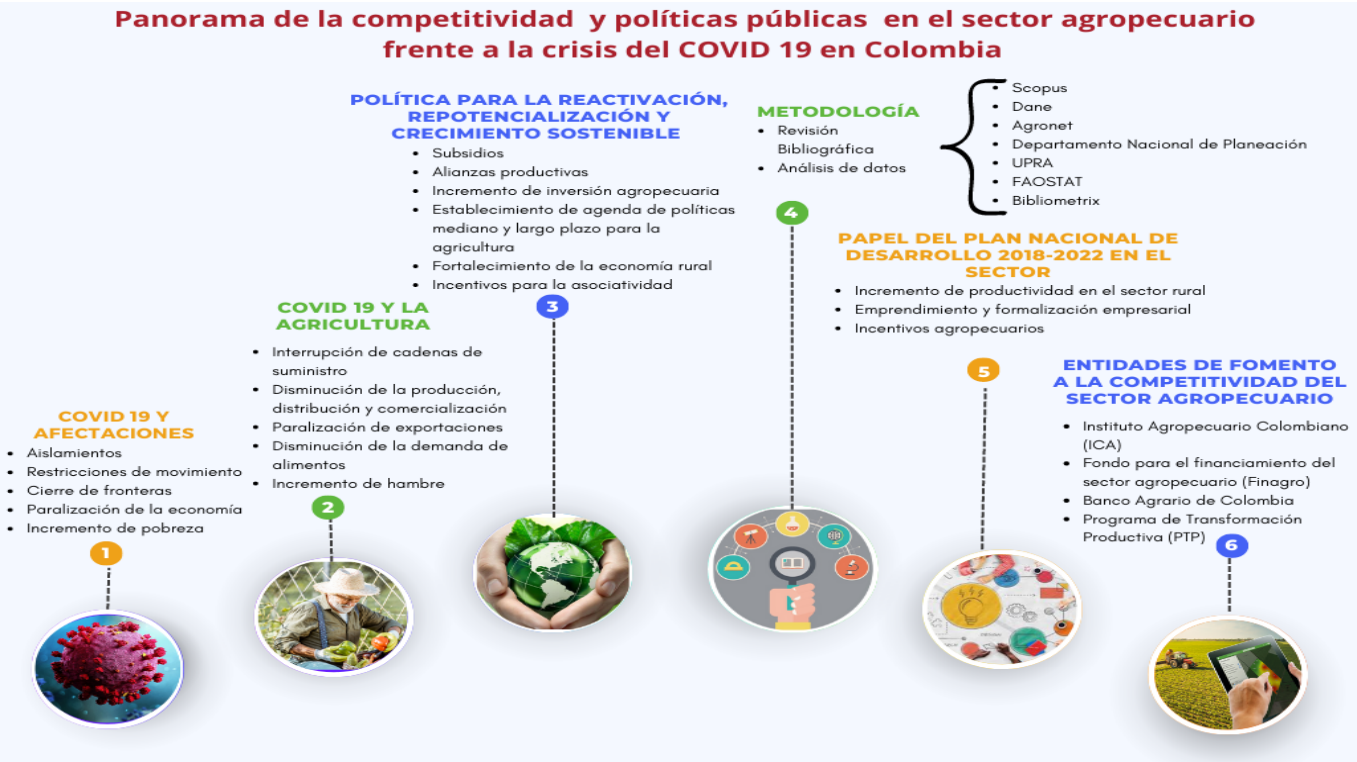 Panorama de la competitividad y políticas públicas en el sector agropecuario
frente a la crisis del COVID 19 en Colombia
COVID 19 Y
AFECTACIONES
• Aislamientos
• Restricciones de movimiento
• Cierre de fronteras
• Paralización de la economía
• Incremento de pobreza
1
COVID 19 Y LA
AGRICULTURA
• Interrupción de cadenas de
suministro
• Disminución de la producción,
distribución y comercialización
• Paralización de exportaciones
• Disminución de la demanda de
alimentos
• Incremento de hambre
2
POLÍTICA PARA LA REACTIVACIÓN,
REPOTENCIALIZACIÓN Y
CRECIMIENTO SOSTENIBLE
• Subsidios
• Alianzas productivas
• Incremento de inversión agropecuaria
• Establecimiento de agenda de políticas
mediano y largo plazo para la
agricultura
• Fortalecimiento de la economía rural
• Incentivos para la asociatividad
3
METODOLOGÍA
• Revisión
Bibliográfica
• Análisis de datos
• Scopus
• Dane
• Agronet
• Departamento Nacional de Planeación
• UPRA
• FAOSTAT
• Bibliometrix
4
PAPEL DEL PLAN NACIONAL DE
DESARROLLO 2018-2022 EN EL
SECTOR
• Incremento de productividad en el sector rural
• Emprendimiento y formalización empresarial
• Incentivos agropecuarios
5
ENTIDADES DE FOMENTO
A LA COMPETITIVIDAD DEL
SECTOR AGROPECUARIO
• Instituto Agropecuario Colombiano
(ICA)
• Fondo para el financiamiento del
sector agropecuario (Finagro)
• Banco Agrario de Colombia
• Programa de Transformación
Productiva (PTP)
6